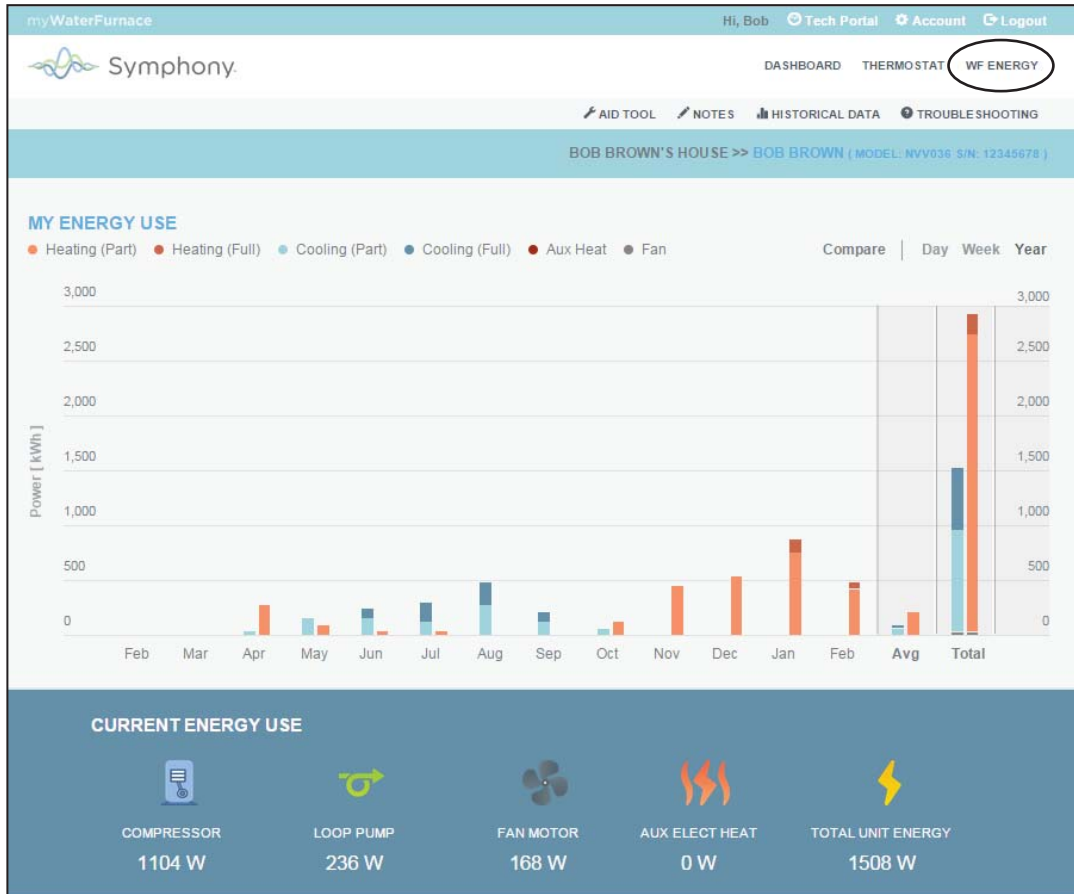 myWaterFurnace Hi, Bob Tech Portal Account Logout
Symphony DASHBOARD THERMOSTAT WF ENERGY
AID TOOL NOTES HISTORICAL DATA TROUBLESHOOTING
BOB BROWN'S HOUSE >> BOB BROWN ( MODEL: NVV036 S/N: 12345678 )
MY ENERGY USE
Heating (Part) Heating (Full) Cooling (Part) Cooling (Full) Aux Heat Fan Compare | Day Week Year
3,000 3,000
2,500 2,500
2,000 2,000
1,500 1,500
1,000 1,000
500 500
0 0
Power [ kWh ]
Feb Mar Apr May Jun Jul Aug Sep Oct Nov Dec Jan Feb Avg Total
CURRENT ENERGY USE
COMPRESSOR LOOP PUMP FAN MOTOR AUX ELECT HEAT TOTAL UNIT ENERGY
1104 W 236 W 168 W 0 W 1508 W